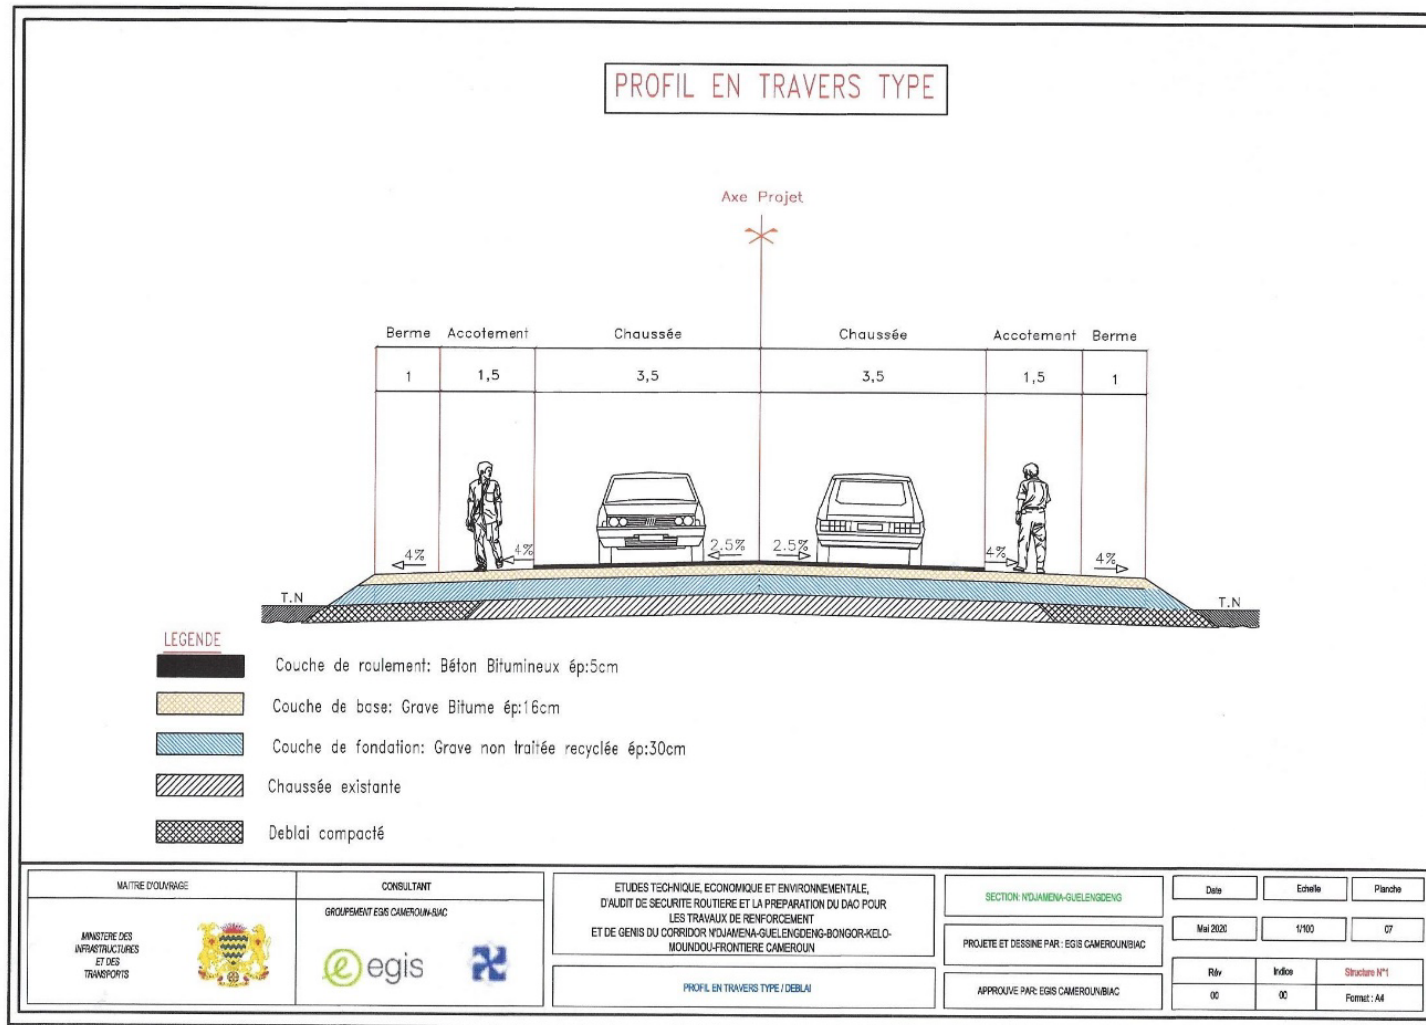 PROFIL EN TRAVERS TYPE
Axe Projet
Berme Accotement Chaussée Chaussée Accotement Berme
1 1,5 3,5 3,5 1,5 1
4% 4% 2.5% 2.5% 4% 4%
T.N T.N
LEGENDE
Couche de roulement: Béton Bitumineux ép:5cm
Couche de base: Grave Bitume ép:16cm
Couche de fondation: Grave non traitée recyclée ép:30cm
Chaussée existante
Deblai compacté
MAITRE D'OUVRAGE
MINISTERE DES
INFRASTRUCTURES
ET DES
TRANSPORTS
CONSULTANT
GROUPEMENT EGIS CAMEROUN-BIAC
egis
ETUDES TECHNIQUE, ECONOMIQUE ET ENVIRONNEMENTALE,
D'AUDIT DE SECURITE ROUTIERE ET LA PREPARATION DU DAO POUR
LES TRAVAUX DE RENFORCEMENT
ET DE GENIS DU CORRIDOR N'DJAMENA-GUELENGDENG-BONGOR-KELO-
MOUNDOU-FRONTIERE CAMEROUN
PROFIL EN TRAVERS TYPE / DEBLAI
SECTION: N'DJAMENA-GUELENGDENG
PROJETE ET DESSINE PAR: EGIS CAMEROUN/BIAC
APPROUVE PAR: EGIS CAMEROUN/BIAC
Date Echelle Planche
Mai 2020 1/100 07
Rév Indice Structure N°1
00 00 Format : A4